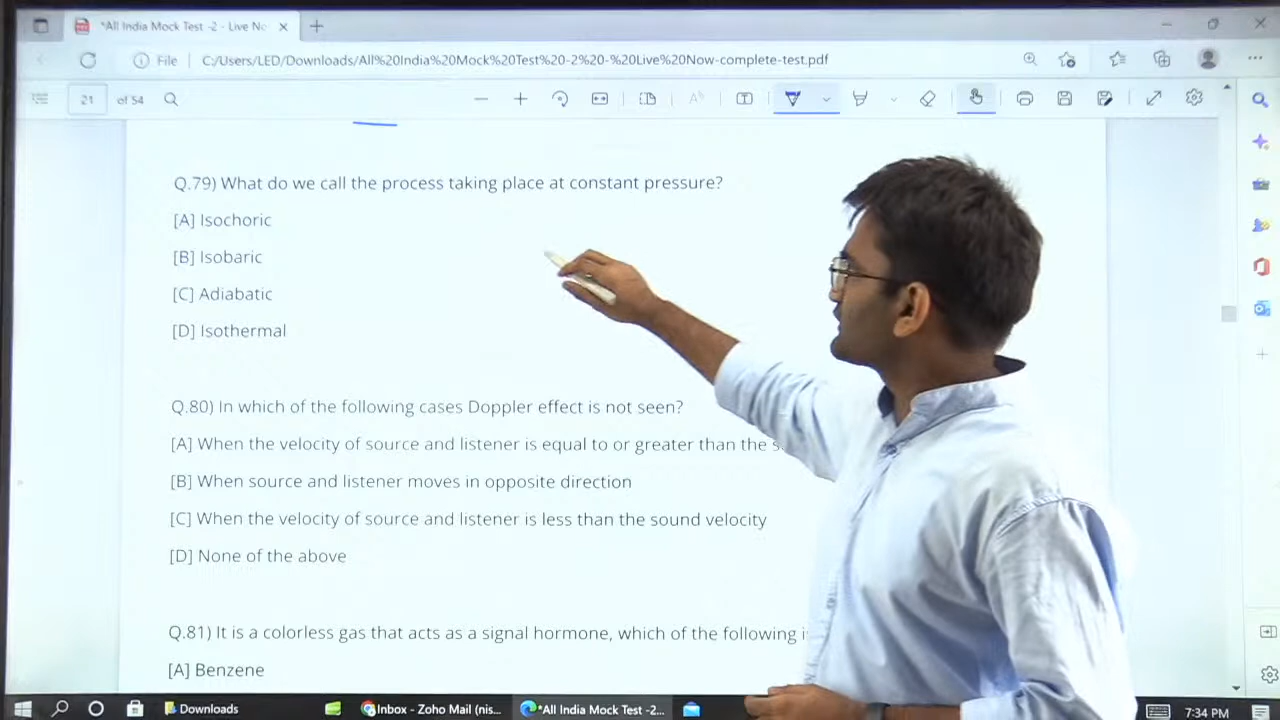 *All India Mock Test -2 - Live No
File
C:/Users/LED/Downloads/All%20India%20Mock%20Test%20-2%20-%20Live%20Now-complete-test.pdf
21 of 54
Q.79) What do we call the process taking place at constant pressure?
[A] Isochoric
[B] Isobaric
[C] Adiabatic
[D] Isothermal
Q.80) In which of the following cases Doppler effect is not seen?
[A] When the velocity of source and listener is equal to or greater than the
[B] When source and listener moves in opposite direction
[C] When the velocity of source and listener is less than the sound velocity
[D] None of the above
Q.81) It is a colorless gas that acts as a signal hormone, which of the following
[A] Benzene
Downloads
Inbox - Zoho Mail (nis...
*All India Mock Test -2...
7:34 PM